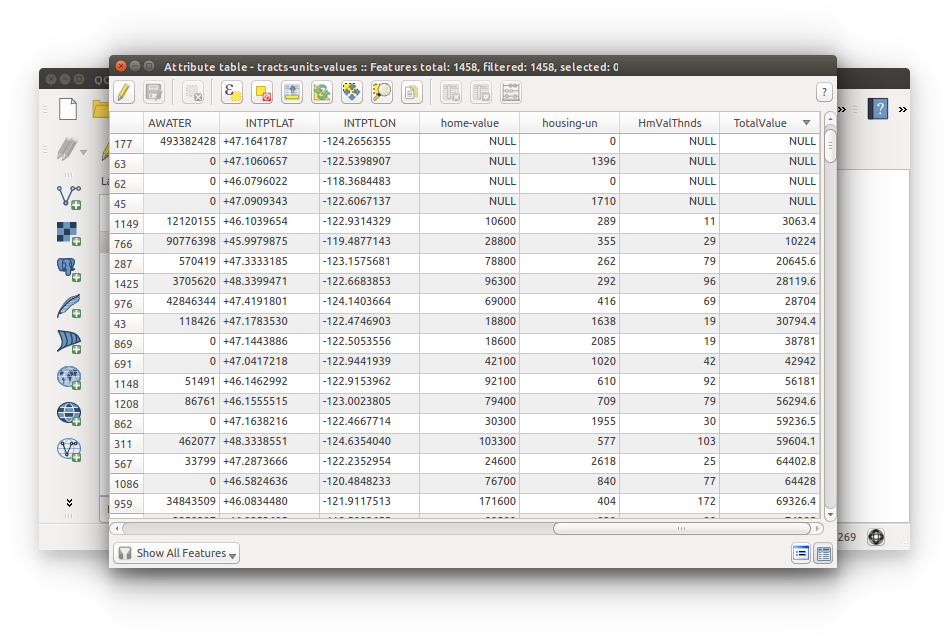 Attribute table - tracts-units-values :: Features total: 1458, filtered: 1458, selected: 0
ε
?
?
»
»
AWATER INTPTLAT INTPTLON home-value housing-un HmValThnds TotalValue
177 493382428 +47.1641787 -124.2656355 NULL 0 NULL NULL
63 0 +47.1060657 -122.5398907 NULL 1396 NULL NULL
62 0 +46.0796022 -118.3684483 NULL 0 NULL NULL
45 0 +47.0909343 -122.6067137 NULL 1710 NULL NULL
1149 12120155 +46.1039654 -122.9314329 10600 289 11 3063.4
766 90776398 +45.9979875 -119.4877143 28800 355 29 10224
287 570419 +47.3333185 -123.1575681 78800 262 79 20645.6
1425 3705620 +48.3399471 -122.6683853 96300 292 96 28119.6
976 42846344 +47.4191801 -124.1403664 69000 416 69 28704
43 118426 +47.1783530 -122.4746903 18800 1638 19 30794.4
869 0 +47.1443886 -122.5053556 18600 2085 19 38781
691 0 +47.0417218 -122.9441939 42100 1020 42 42942
1148 51491 +46.1462992 -122.9153962 92100 610 92 56181
1208 86761 +46.1555515 -123.0023805 79400 709 79 56294.6
862 0 +47.1638216 -122.4667714 30300 1955 30 59236.5
311 462077 +48.3338551 -124.6354040 103300 577 103 59604.1
567 33799 +47.2873666 -122.2352954 24600 2618 25 64402.8
1086 0 +46.5824636 -120.4848233 76700 840 77 64428
959 34843509 +46.0834480 -121.9117513 171600 404 172 69326.4
Show All Features
269